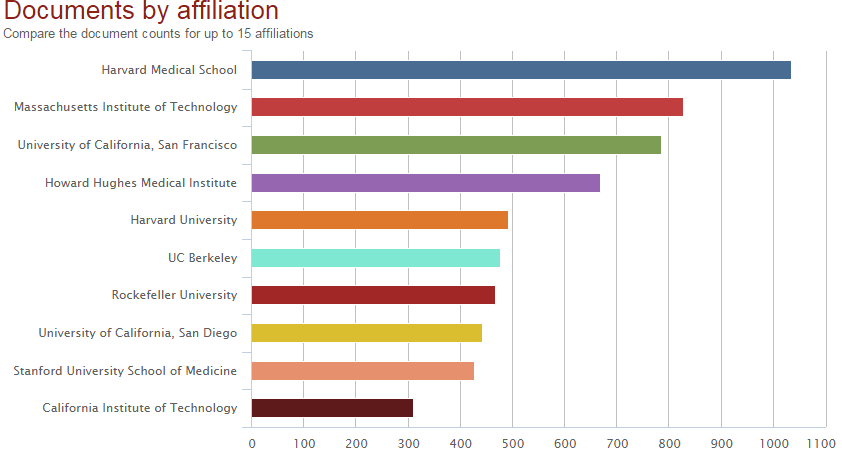 Documents by affiliation
Compare the document counts for up to 15 affiliations
Harvard Medical School
Massachusetts Institute of Technology
University of California, San Francisco
Howard Hughes Medical Institute
Harvard University
UC Berkeley
Rockefeller University
University of California, San Diego
Stanford University School of Medicine
California Institute of Technology
0 100 200 300 400 500 600 700 800 900 1000 1100